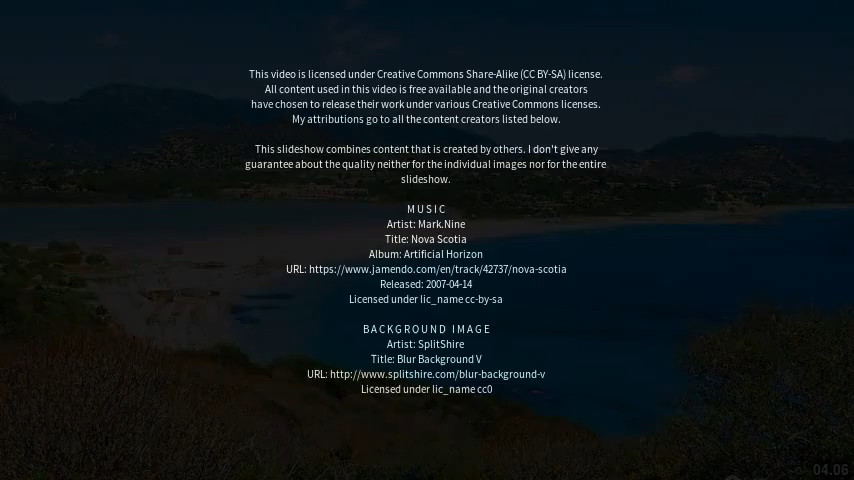 This video is licensed under Creative Commons Share-Alike (CC BY-SA) license.
All content used in this video is free available and the original creators
have chosen to release their work under various Creative Commons licenses.
My attributions go to all the content creators listed below.
This slideshow combines content that is created by others. I don't give any
guarantee about the quality neither for the individual images nor for the entire
slideshow.
MUSIC
Artist: Mark.Nine
Title: Nova Scotia
Album: Artificial Horizon
URL: https://www.jamendo.com/en/track/42737/nova-scotia
Released: 2007-04-14
Licensed under lic_name cc-by-sa
BACKGROUND IMAGE
Artist: SplitShire
Title: Blur Background V
URL: http://www.splitshire.com/blur-background-v
Licensed under lic_name cc0
04.06